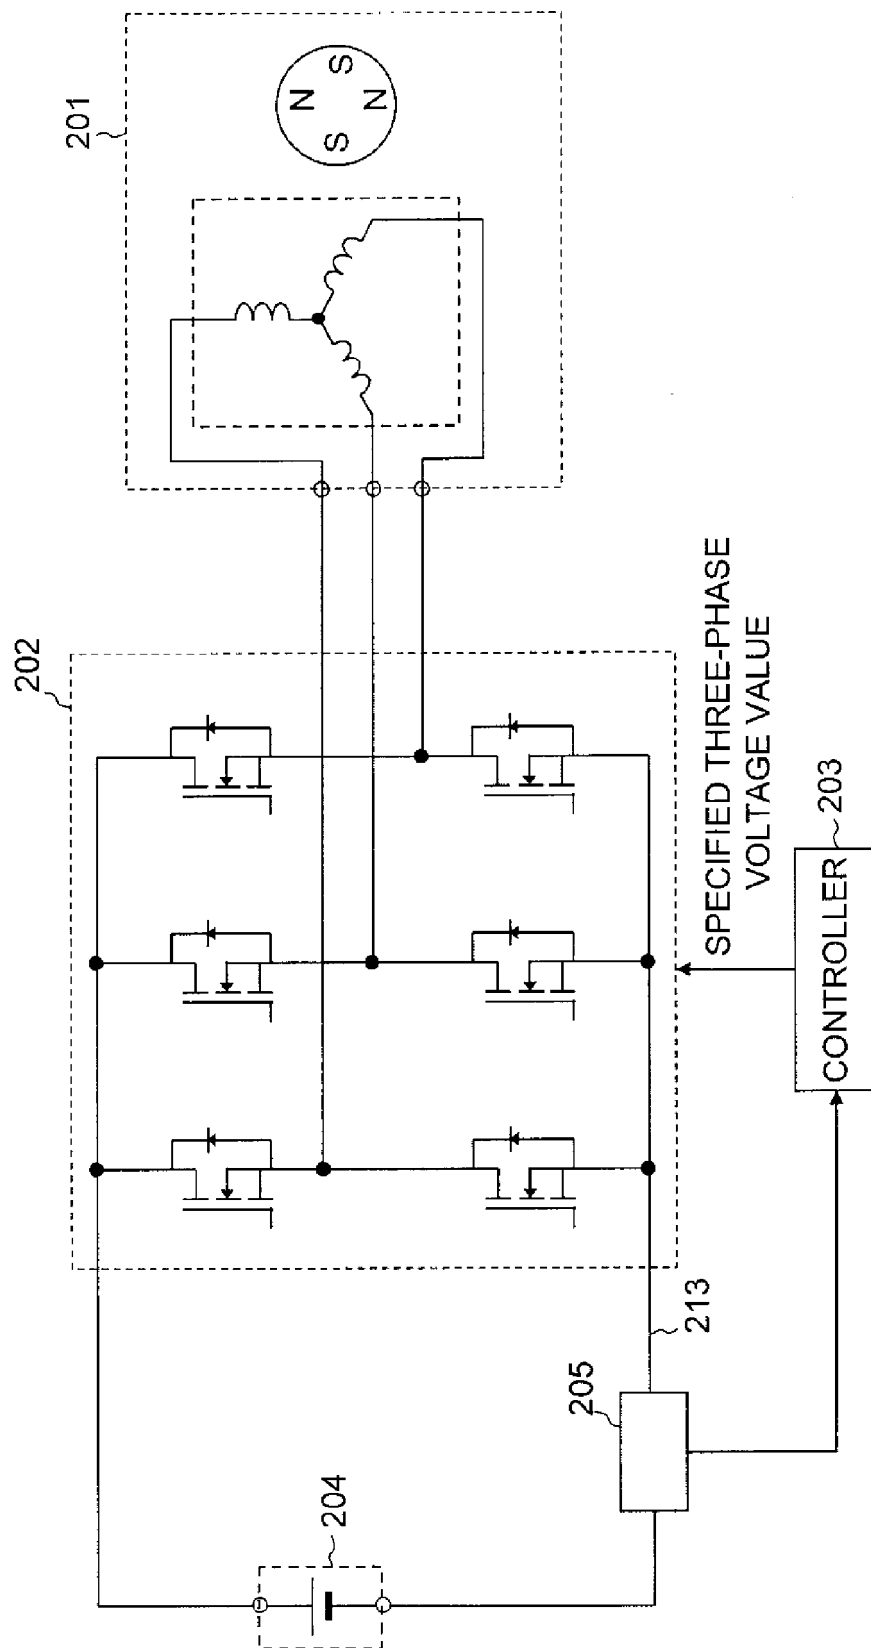 201
N
S
S
N
202
SPECIFIED THREE-PHASE
VOLTAGE VALUE
203
CONTROLLER
213
205
204